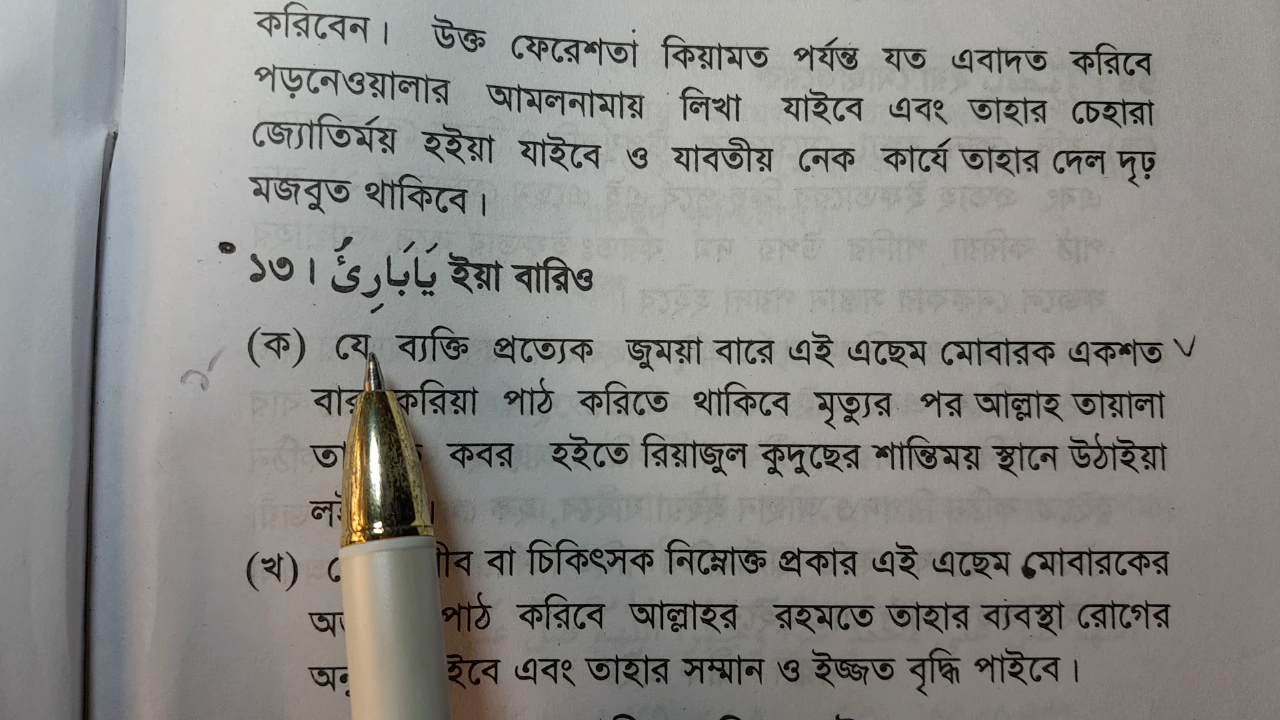 করিবেন। উক্ত ফেরেশতা কিয়ামত পর্যন্ত যত এবাদত করিবে
পড়নেওয়ালার আমলনামায় লিখা যাইবে এবং তাহার চেহারা
জ্যোতির্ময় হইয়া যাইবে ও যাবতীয় নেক কার্যে তাহার দেল দৃঢ়
মজবুত থাকিবে।
১৩। يَابَارِئُ ইয়া বারিও
(ক) যে ব্যক্তি প্রত্যেক জুময়া বারে এই এছেম মোবারক একশত
বার করিয়া পাঠ করিতে থাকিবে মৃত্যুর পর আল্লাহ তায়ালা
কবর হইতে রিয়াজুল কুদুছের শান্তিময় স্থানে উঠাইয়া
(খ) বা চিকিৎসক নিম্নোক্ত প্রকার এই এছেম মোবারকের
পাঠ করিবে আল্লাহর রহমতে তাহার ব্যবস্থা রোগের
এবং তাহার সম্মান ও ইজ্জত বৃদ্ধি পাইবে।